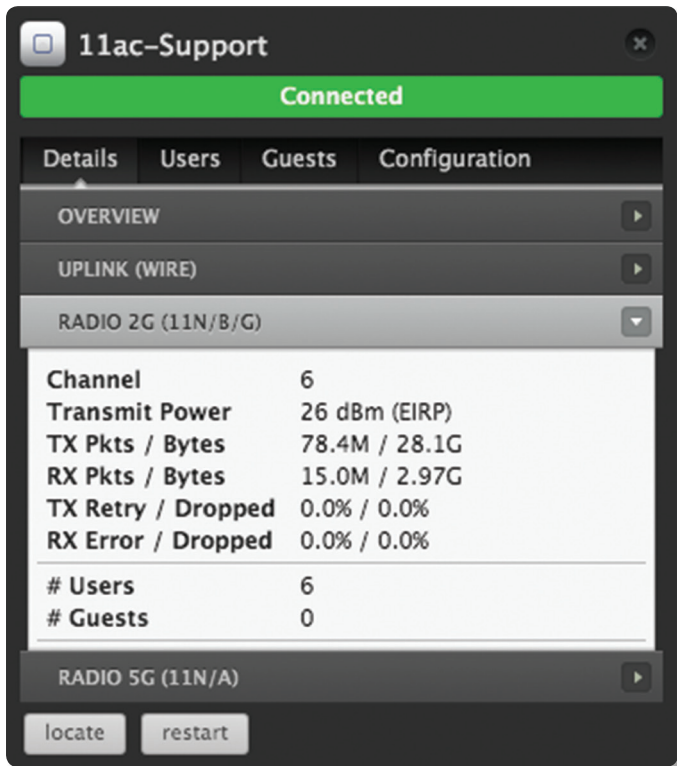 11ac-Support
Connected
Details Users Guests Configuration
OVERVIEW
UPLINK (WIRE)
RADIO 2G (11N/B/G)
Channel 6
Transmit Power 26 dBm (EIRP)
TX Pkts / Bytes 78.4M / 28.1G
RX Pkts / Bytes 15.0M / 2.97G
TX Retry / Dropped 0.0% / 0.0%
RX Error / Dropped 0.0% / 0.0%
# Users 6
# Guests 0
RADIO 5G (11N/A)
locate restart